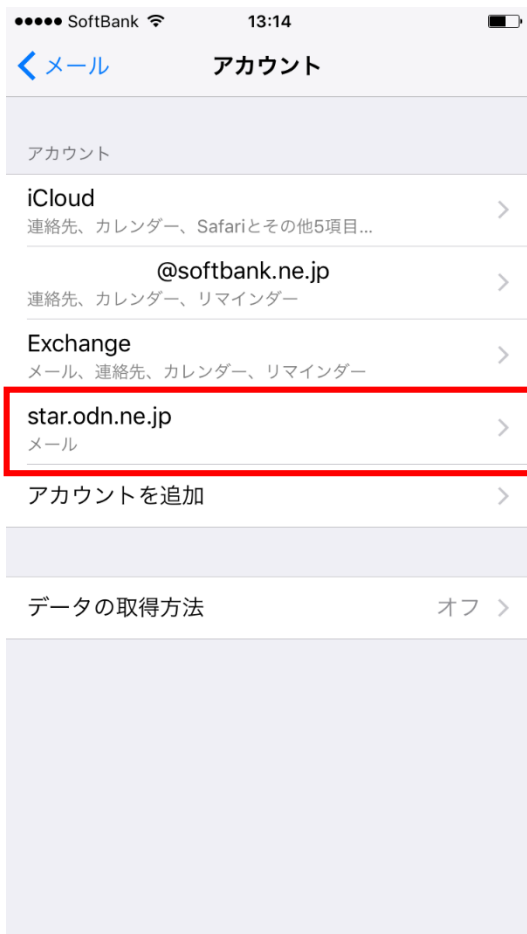 SoftBank 13:14
メール アカウント
アカウント
iCloud
連絡先、カレンダー、Safariとその他5項目...
@softbank.ne.jp
連絡先、カレンダー、リマインダー
Exchange
メール、連絡先、カレンダー、リマインダー
star.odn.ne.jp
メール
アカウントを追加
データの取得方法 オフ